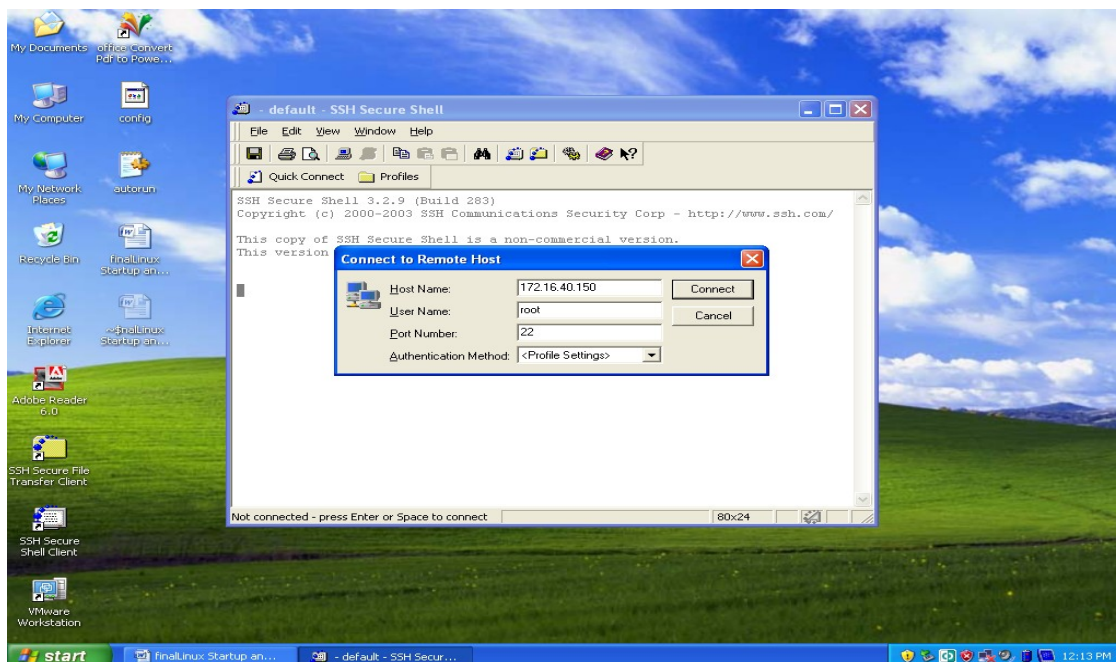 My Documents
office Convert
Pdf to Powe...
My Computer
config
My Network
Places
autorun
Recycle Bin
finalLinux
Startup an...
Internet
Explorer
~$nalLinux
Startup an...
Adobe Reader
6.0
SSH Secure File
Transfer Client
SSH Secure
Shell Client
VMware
Workstation
- default - SSH Secure Shell
File Edit View Window Help
Quick Connect Profiles
SSH Secure Shell 3.2.9 (Build 283)
Copyright (c) 2000-2003 SSH Communications Security Corp - http://www.ssh.com/
This copy of SSH Secure Shell is a non-commercial version.
This version
Connect to Remote Host
Host Name: 172.16.40.150 Connect
User Name: root Cancel
Port Number: 22
Authentication Method: <Profile Settings>
Not connected - press Enter or Space to connect 80x24
start finalLinux Startup an... - default - SSH Secur... 12:13 PM